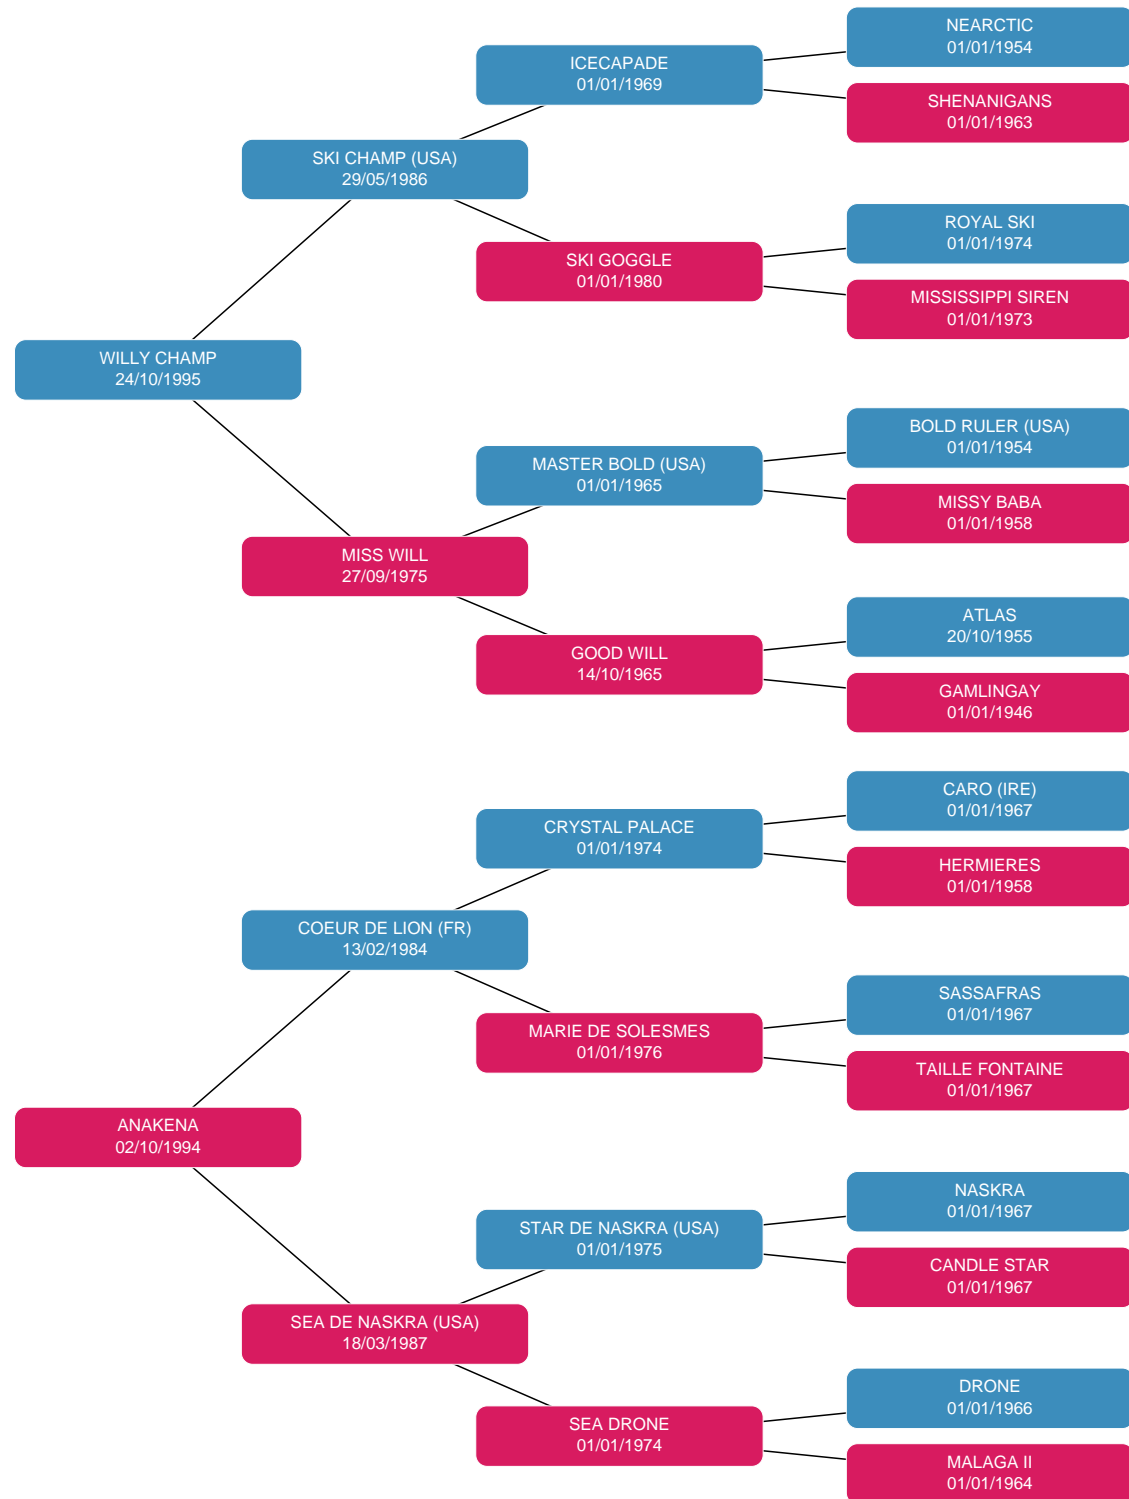 NEARCTIC
01/01/1954
ICECAPADE
01/01/1969
SHENANIGANS
01/01/1963
SKI CHAMP (USA)
29/05/1986
ROYAL SKI
01/01/1974
SKI GOGGLE
01/01/1980
MISSISSIPPI SIREN
01/01/1973
WILLY CHAMP
24/10/1995
BOLD RULER (USA)
01/01/1954
MASTER BOLD (USA)
01/01/1965
MISSY BABA
01/01/1958
MISS WILL
27/09/1975
ATLAS
20/10/1955
GOOD WILL
14/10/1965
GAMLINGAY
01/01/1946
CARO (IRE)
01/01/1967
CRYSTAL PALACE
01/01/1974
HERMIERES
01/01/1958
COEUR DE LION (FR)
13/02/1984
SASSAFRAS
01/01/1967
MARIE DE SOLESMES
01/01/1976
TAILLE FONTAINE
01/01/1967
ANAKENA
02/10/1994
NASKRA
01/01/1967
STAR DE NASKRA (USA)
01/01/1975
CANDLE STAR
01/01/1967
SEA DE NASKRA (USA)
18/03/1987
DRONE
01/01/1966
SEA DRONE
01/01/1974
MALAGA II
01/01/1964